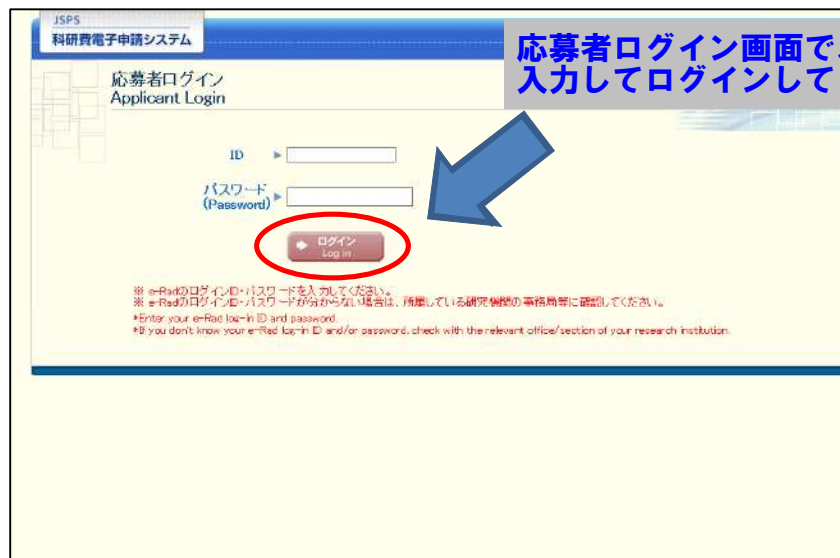 JSPS
科研費電子申請システム
応募者ログイン画面で、
入力してログインして
応募者ログイン
Applicant Login
ID
パスワード
(Password)
ログイン
Log in
※ e-RadのログインID・パスワードを入力してください。
※ e-RadのログインID・パスワードが分からない場合は、所属している研究機関の事務局等に確認してください。
*Enter your e-Rad log-in ID and password.
*If you don't know your e-Rad log-in ID and/or password, check with the relevant office/section of your research institution.